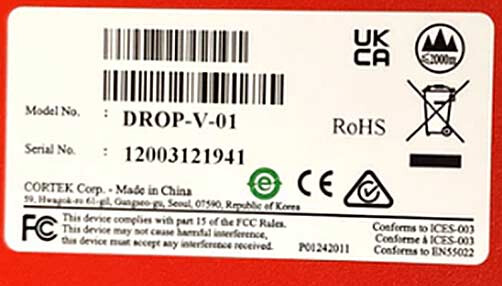 UK
CA
≤2000m
Model No. : DROP-V-01
RoHS
Serial No. : 12003121941
e
CE
CORTEK Corp. - Made in China
59, Hwagok-ro 61-gil, Gangseo-gu, Seoul, 07590, Republic of Korea
FC This device complies with part 15 of the FCC Rules.
This device may not cause harmful interference,
this device must accept any interference received.
P01242011
Conforms to ICES-003
Conforme à ICES-003
Conforms to EN55022